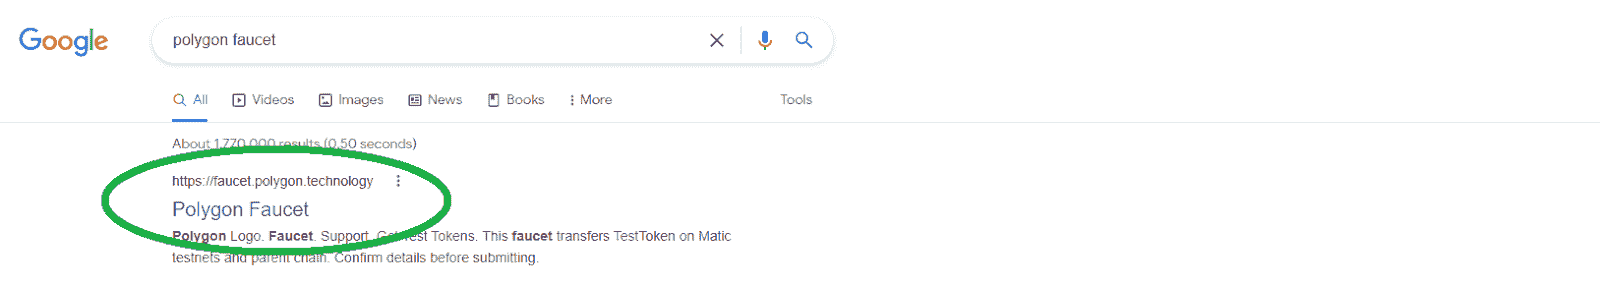 Google
polygon faucet
All Videos Images News Books More Tools
About 1,770,000 results (0.50 seconds)
https://faucet.polygon.technology
Polygon Faucet
Polygon Logo. Faucet. Support. Get Test Tokens. This faucet transfers TestToken on Matic
testnets and parent chain. Confirm details before submitting.